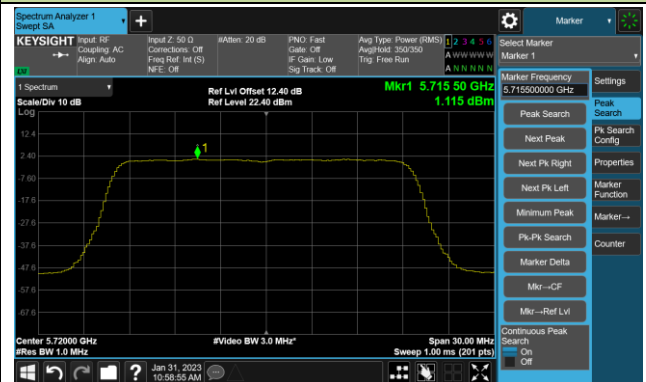 Spectrum Analyzer 1
Swept SA
Marker
KEYSIGHT
Input: RF
Coupling: AC
Align: Auto
Input Z: 50 Ω
Corrections: Off
Freq Ref: Int (S)
NFE: Off
#Atten: 20 dB
PNO: Fast
Gate: Off
IF Gain: Low
Sig Track: Off
Avg Type: Power (RMS)
Avg|Hold: 350/350
Trig: Free Run
1 2 3 4 5 6
A W W W W W
A N N N N N
Select Marker
Marker 1
LXI
1 Spectrum
Scale/Div 10 dB
Log
Ref Lvl Offset 12.40 dB
Ref Level 22.40 dBm
Mkr1 5.715 50 GHz
1.115 dBm
12.4
2.40
-7.60
-17.6
-27.6
-37.6
-47.6
-57.6
-67.6
1
Center 5.72000 GHz
#Res BW 1.0 MHz
#Video BW 3.0 MHz*
Span 30.00 MHz
Sweep 1.00 ms (201 pts)
Marker Frequency
5.715500000 GHz
Peak Search
Next Peak
Next Pk Right
Next Pk Left
Minimum Peak
Pk-Pk Search
Marker Delta
Mkr→CF
Mkr→Ref Lvl
Continuous Peak
Search
On
Off
Settings
Peak
Search
Pk Search
Config
Properties
Marker
Function
Marker→
Counter
?
Jan 31, 2023
10:58:55 AM